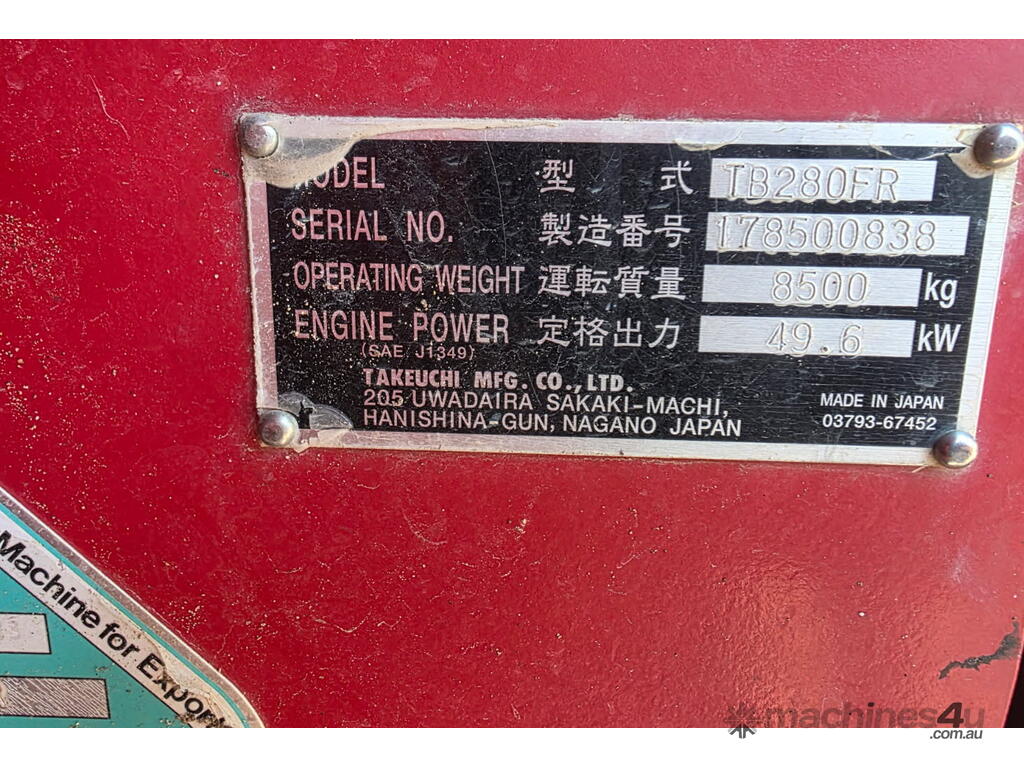 MODEL 型 式 TB280FR
SERIAL NO. 製造番号 178500838
OPERATING WEIGHT 運転質量 8500 kg
ENGINE POWER 定格出力 49.6 kW
(SAE J1349)
TAKEUCHI MFG. CO., LTD.
205 UWADAIRA SAKAKI-MACHI,
HANISHINA-GUN, NAGANO JAPAN
MADE IN JAPAN
03793-67452
Machine for Export
machines4u
.com.au